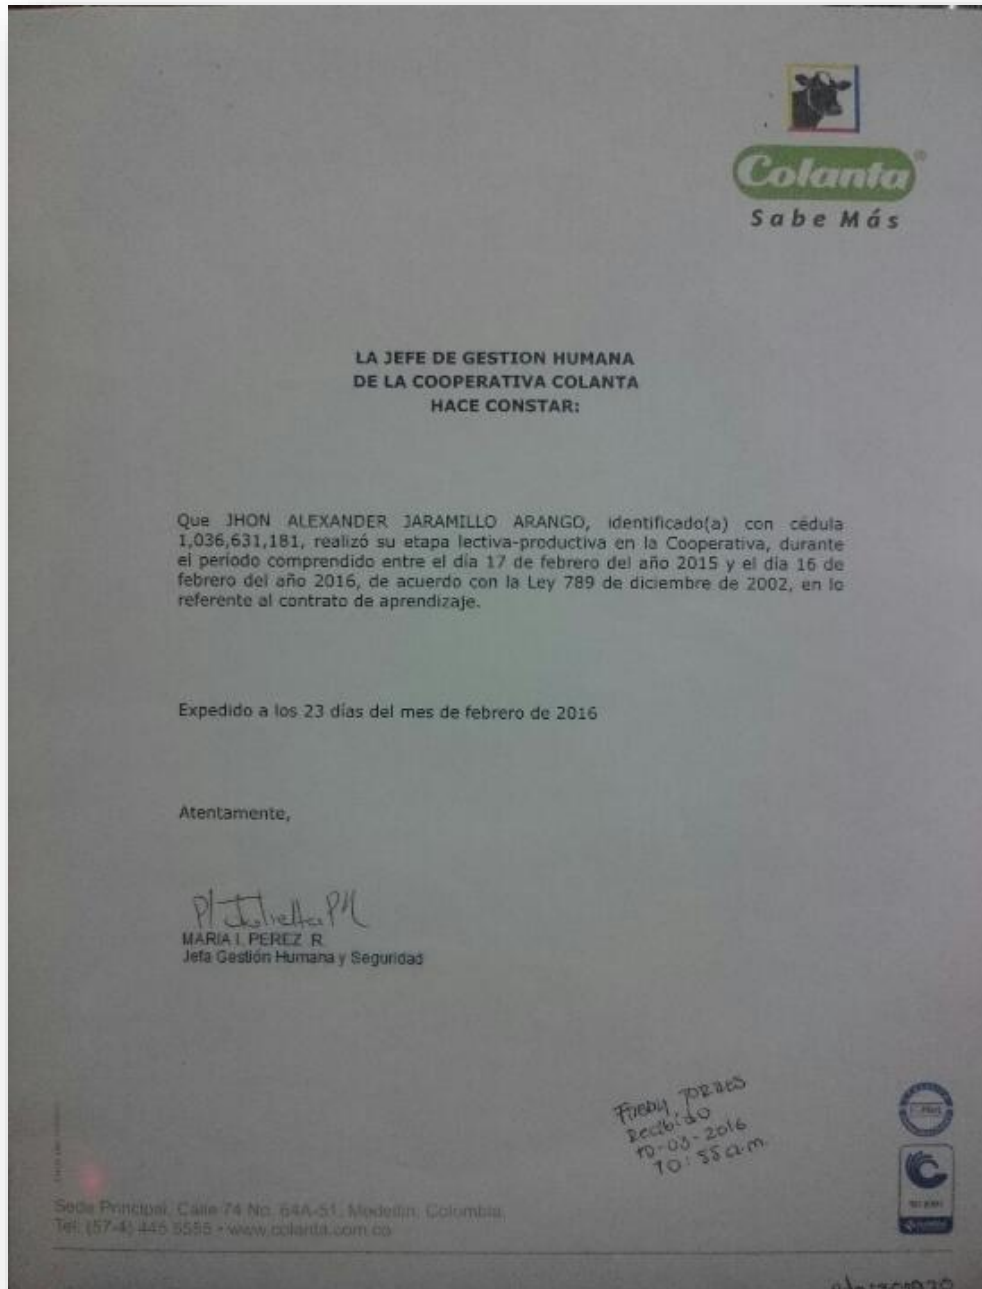 Colanta®
Sabe Más
LA JEFE DE GESTION HUMANA
DE LA COOPERATIVA COLANTA
HACE CONSTAR:
Que JHON ALEXANDER JARAMILLO ARANGO, identificado(a) con cédula
1,036,631,181, realizó su etapa lectiva-productiva en la Cooperativa, durante
el período comprendido entre el día 17 de febrero del año 2015 y el día 16 de
febrero del año 2016, de acuerdo con la Ley 789 de diciembre de 2002, en lo
referente al contrato de aprendizaje.
Expedido a los 23 días del mes de febrero de 2016
Atentamente,
P/ Julietta PM
MARIA I. PEREZ R.
Jefa Gestión Humana y Seguridad
Torres
Recibido
10-03-2016
10:55 a.m.
Sede Principal, Calle 74 No. 64A-51, Medellín, Colombia.
Tel: (57-4) 445 5555 • www.colanta.com.co